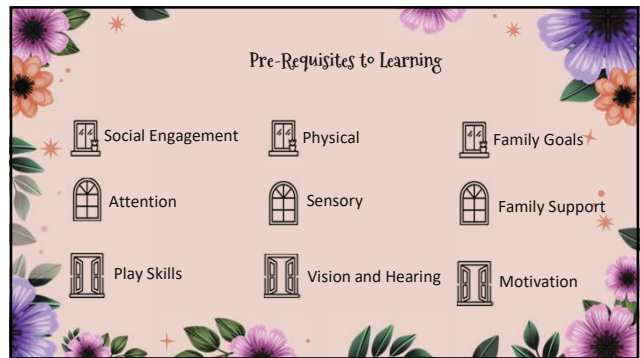 Pre-Requisites to Learning
Social Engagement
Physical
Family Goals
Attention
Sensory
Family Support
Play Skills
Vision and Hearing
Motivation